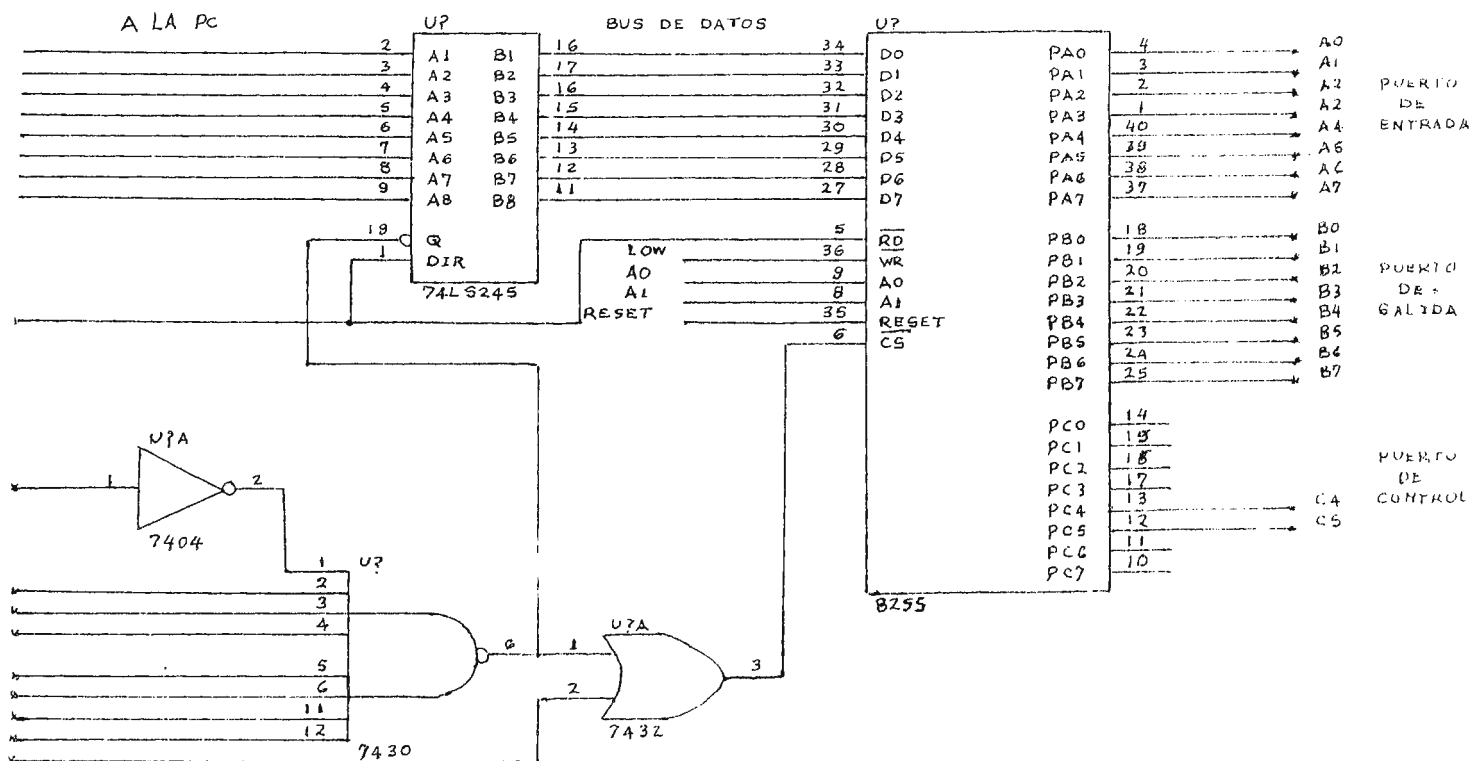 A LA PC
U?
BUS DE DATOS
U?
2 A1 B1 16
3 A2 B2 17
4 A3 B3 16
5 A4 B4 15
6 A5 B5 14
7 A6 B6 13
8 A7 B7 12
9 A8 B8 11
19 Q
1 DIR
74LS245
34 D0
33 D1
32 D2
31 D3
30 D4
29 D5
28 D6
27 D7
5 RD
IOW 36 WR
A0 9 A0
A1 8 A1
RESET 35 RESET
6 CS
PA0 4 A0
PA1 3 A1
PA2 2 A2
PA3 1 A2
PA4 40 A4
PA5 39 A5
PA6 38 A6
PA7 37 A7
PUERTO
DE
ENTRADA
PB0 18 B0
PB1 19 B1
PB2 20 B2
PB3 21 B3
PB4 22 B4
PB5 23 B5
PB6 24 B6
PB7 25 B7
PUERTO
DE
SALIDA
PC0 14
PC1 15
PC2 16
PC3 17
PC4 13 C4
PC5 12 C5
PC6 11
PC7 10
PUERTO
DE
CONTROL
8255
U?A
1 2
7404
U?
1
2
3
4
5
6
11
12
6
7430
U?A
1
2
3
7432